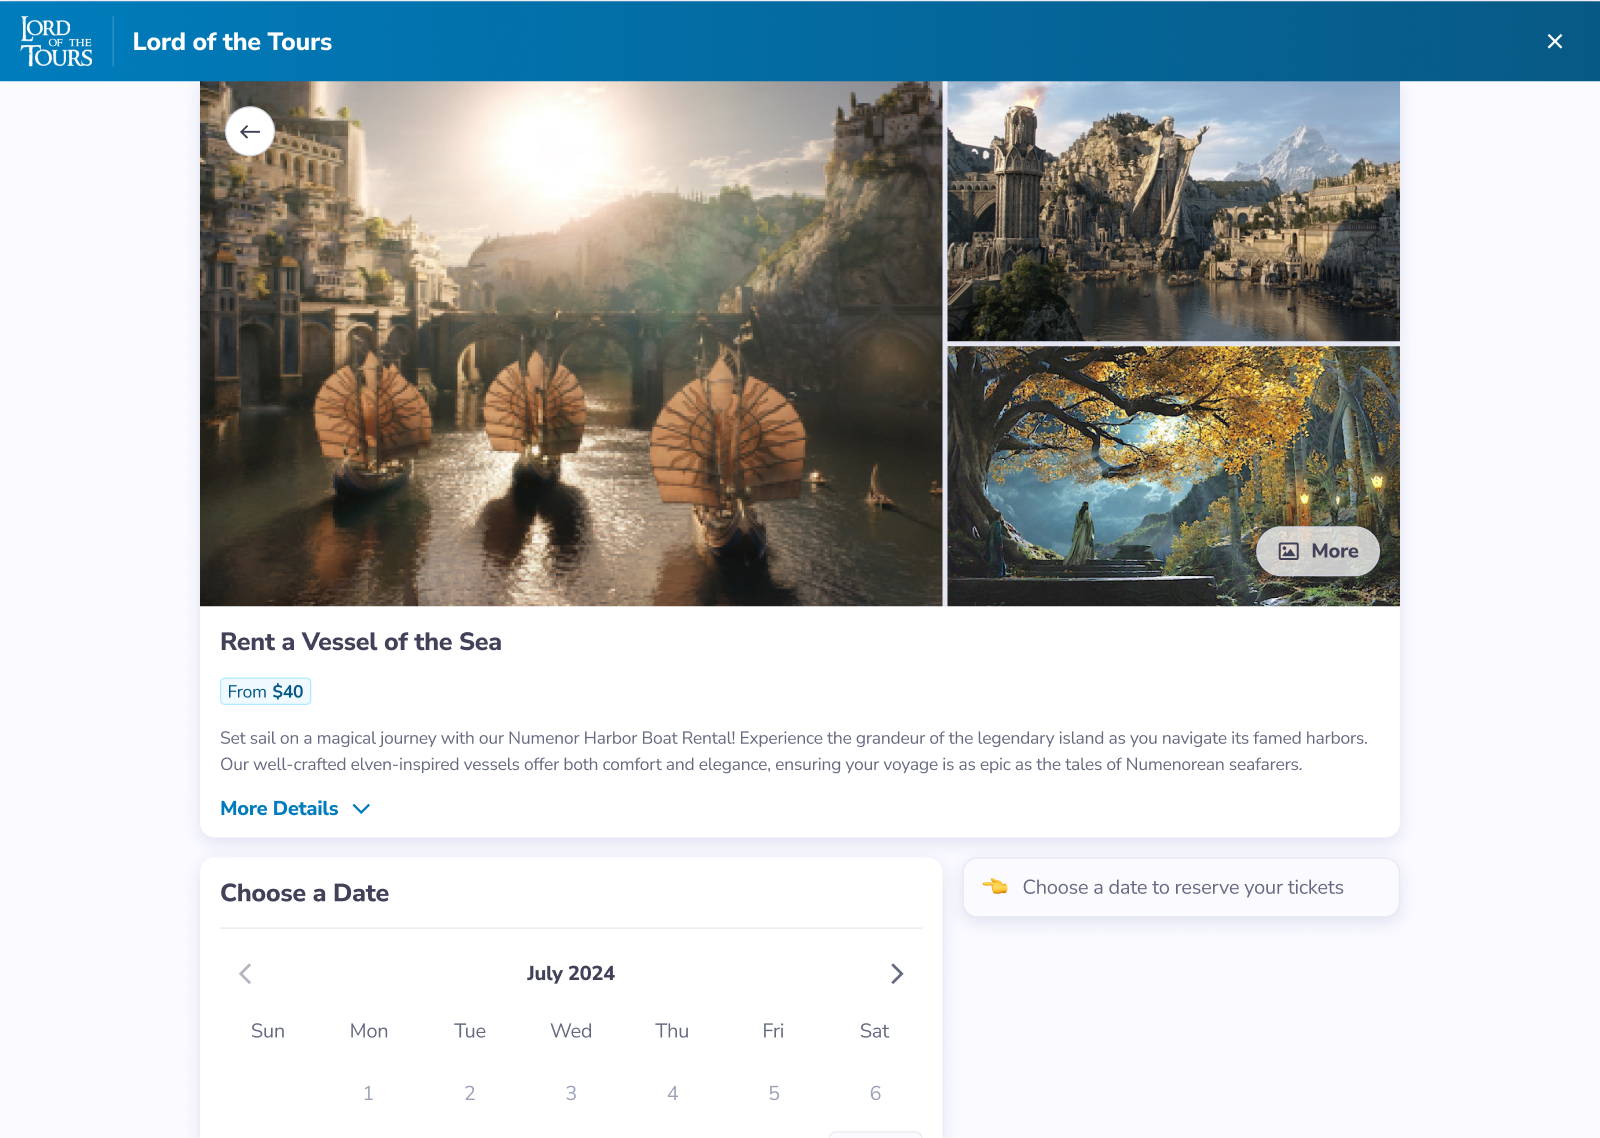 LORD
OF THE
TOURS
Lord of the Tours
More
Rent a Vessel of the Sea
From $40
Set sail on a magical journey with our Numenor Harbor Boat Rental! Experience the grandeur of the legendary island as you navigate its famed harbors.
Our well-crafted elven-inspired vessels offer both comfort and elegance, ensuring your voyage is as epic as the tales of Numenorean seafarers.
More Details
Choose a Date
Choose a date to reserve your tickets
July 2024
Sun Mon Tue Wed Thu Fri Sat
1 2 3 4 5 6